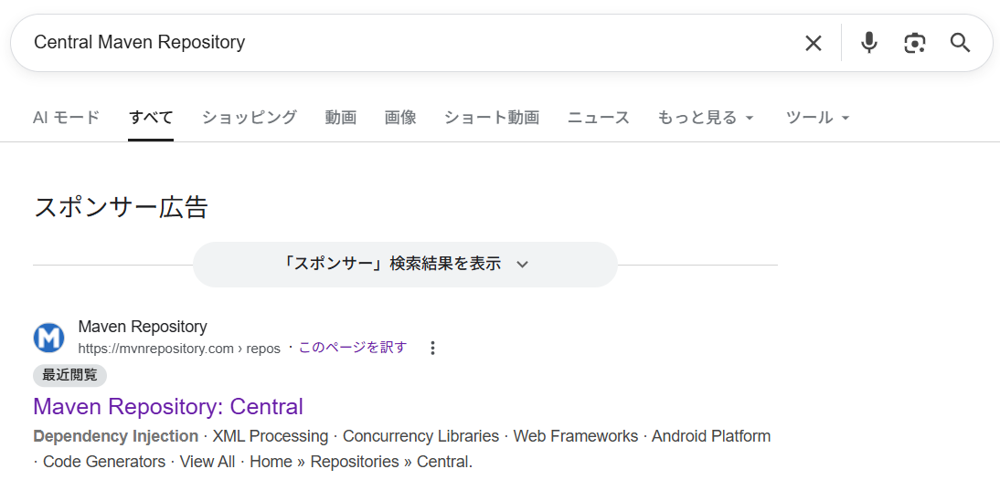 Central Maven Repository
AI モード すべて ショッピング 動画 画像 ショート動画 ニュース もっと見る ツール
スポンサー広告
「スポンサー」検索結果を表示
Maven Repository
https://mvnrepository.com › repos · このページを訳す
最近閲覧
Maven Repository: Central
Dependency Injection · XML Processing · Concurrency Libraries · Web Frameworks · Android Platform
· Code Generators · View All · Home » Repositories » Central.